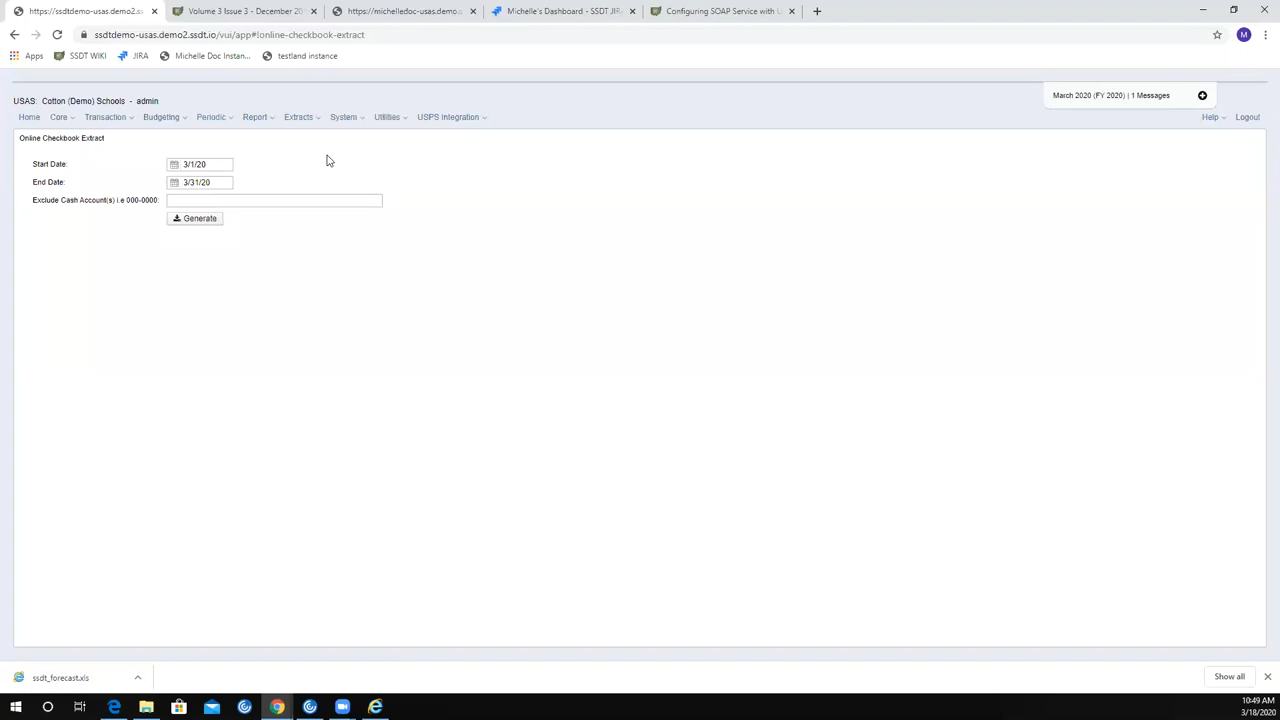 https://ssdtdemo-usas.demo2.ss
Volume 3 Issue 3 - December 201
https://michelledoc-usas.demo.
Michelle's Dashboard - SSDT JIRA
Configuring SOAP Service with U
ssdtdemo-usas.demo2.ssdt.io/vui/app#!online-checkbook-extract
M
Apps
SSDT WIKI
JIRA
Michelle Doc Instan...
testland instance
USAS: Cotton (Demo) Schools - admin
March 2020 (FY 2020) | 1 Messages
Home
Core
Transaction
Budgeting
Periodic
Report
Extracts
System
Utilities
USPS Integration
Help
Logout
Online Checkbook Extract
Start Date:
3/1/20
End Date:
3/31/20
Exclude Cash Account(s) i.e 000-0000:
Generate
ssdt_forecast.xls
Show all
10:49 AM
3/18/2020